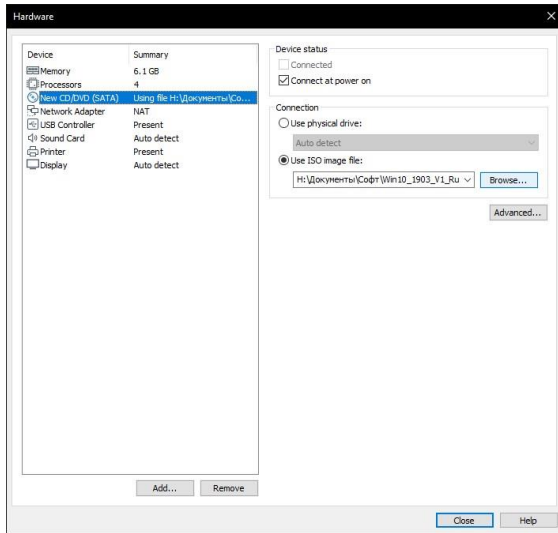 Hardware
Device Summary
Memory 6.1 GB
Processors 4
New CD/DVD (SATA) Using file H:\Документы\Co...
Network Adapter NAT
USB Controller Present
Sound Card Auto detect
Printer Present
Display Auto detect
Add... Remove
Device status
Connected
Connect at power on
Connection
Use physical drive:
Auto detect
Use ISO image file:
H:\Документы\Софт\Win10_1903_V1_Ru
Browse...
Advanced...
Close Help